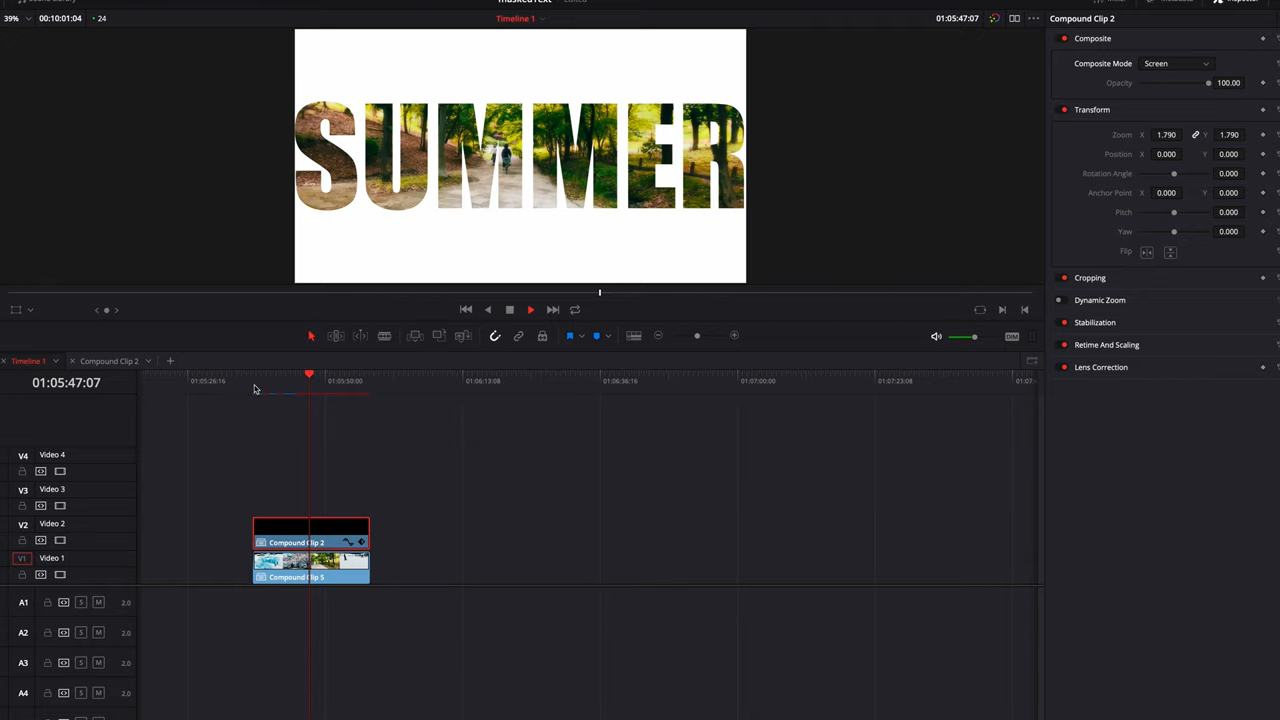 maskedText Edited
39% 00:10:01:04 24 Timeline 1 01:05:47:07 Compound Clip 2
Composite
Composite Mode Screen
Opacity 100.00
Transform
Zoom X 1.790 Y 1.790
Position X 0.000 Y 0.000
Rotation Angle 0.000
Anchor Point X 0.000 Y 0.000
Pitch 0.000
Yaw 0.000
Flip
Cropping
Dynamic Zoom
Stabilization
Retime And Scaling
Lens Correction
SUMMER
DIM
Timeline 1 Compound Clip 2
01:05:47:07 01:05:26:16 01:05:50:00 01:06:13:08 01:06:36:16 01:07:00:00 01:07:23:08 01:07:
V4 Video 4
V3 Video 3
V2 Video 2
Compound Clip 2
V1 Video 1
Compound Clip 5
A1 S M 2.0
A2 S M 2.0
A3 S M 2.0
A4 S M 2.0